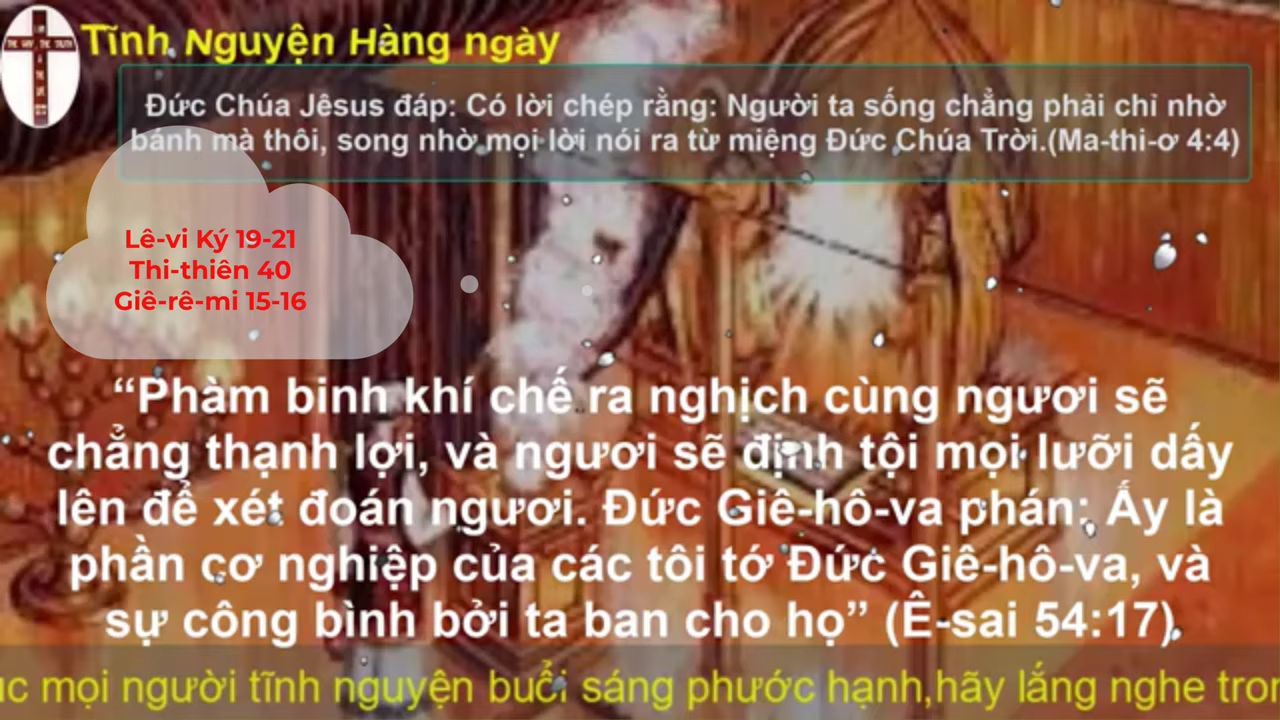 Tĩnh Nguyện Hàng ngày
Đức Chúa Jêsus đáp: Có lời chép rằng: Người ta sống chẳng phải chỉ nhờ
bánh mà thôi, song nhờ mọi lời nói ra từ miệng Đức Chúa Trời.(Ma-thi-ơ 4:4)
Lê-vi Ký 19-21
Thi-thiên 40
Giê-rê-mi 15-16
“Phàm binh khí chế ra nghịch cùng ngươi sẽ
chẳng thạnh lợi, và ngươi sẽ định tội mọi lưỡi dấy
lên để xét đoán ngươi. Đức Giê-hô-va phán: Ấy là
phần cơ nghiệp của các tôi tớ Đức Giê-hô-va, và
sự công bình bởi ta ban cho họ” (Ê-sai 54:17)
mọi người tĩnh nguyện buổi sáng phước hạnh,hãy lắng nghe